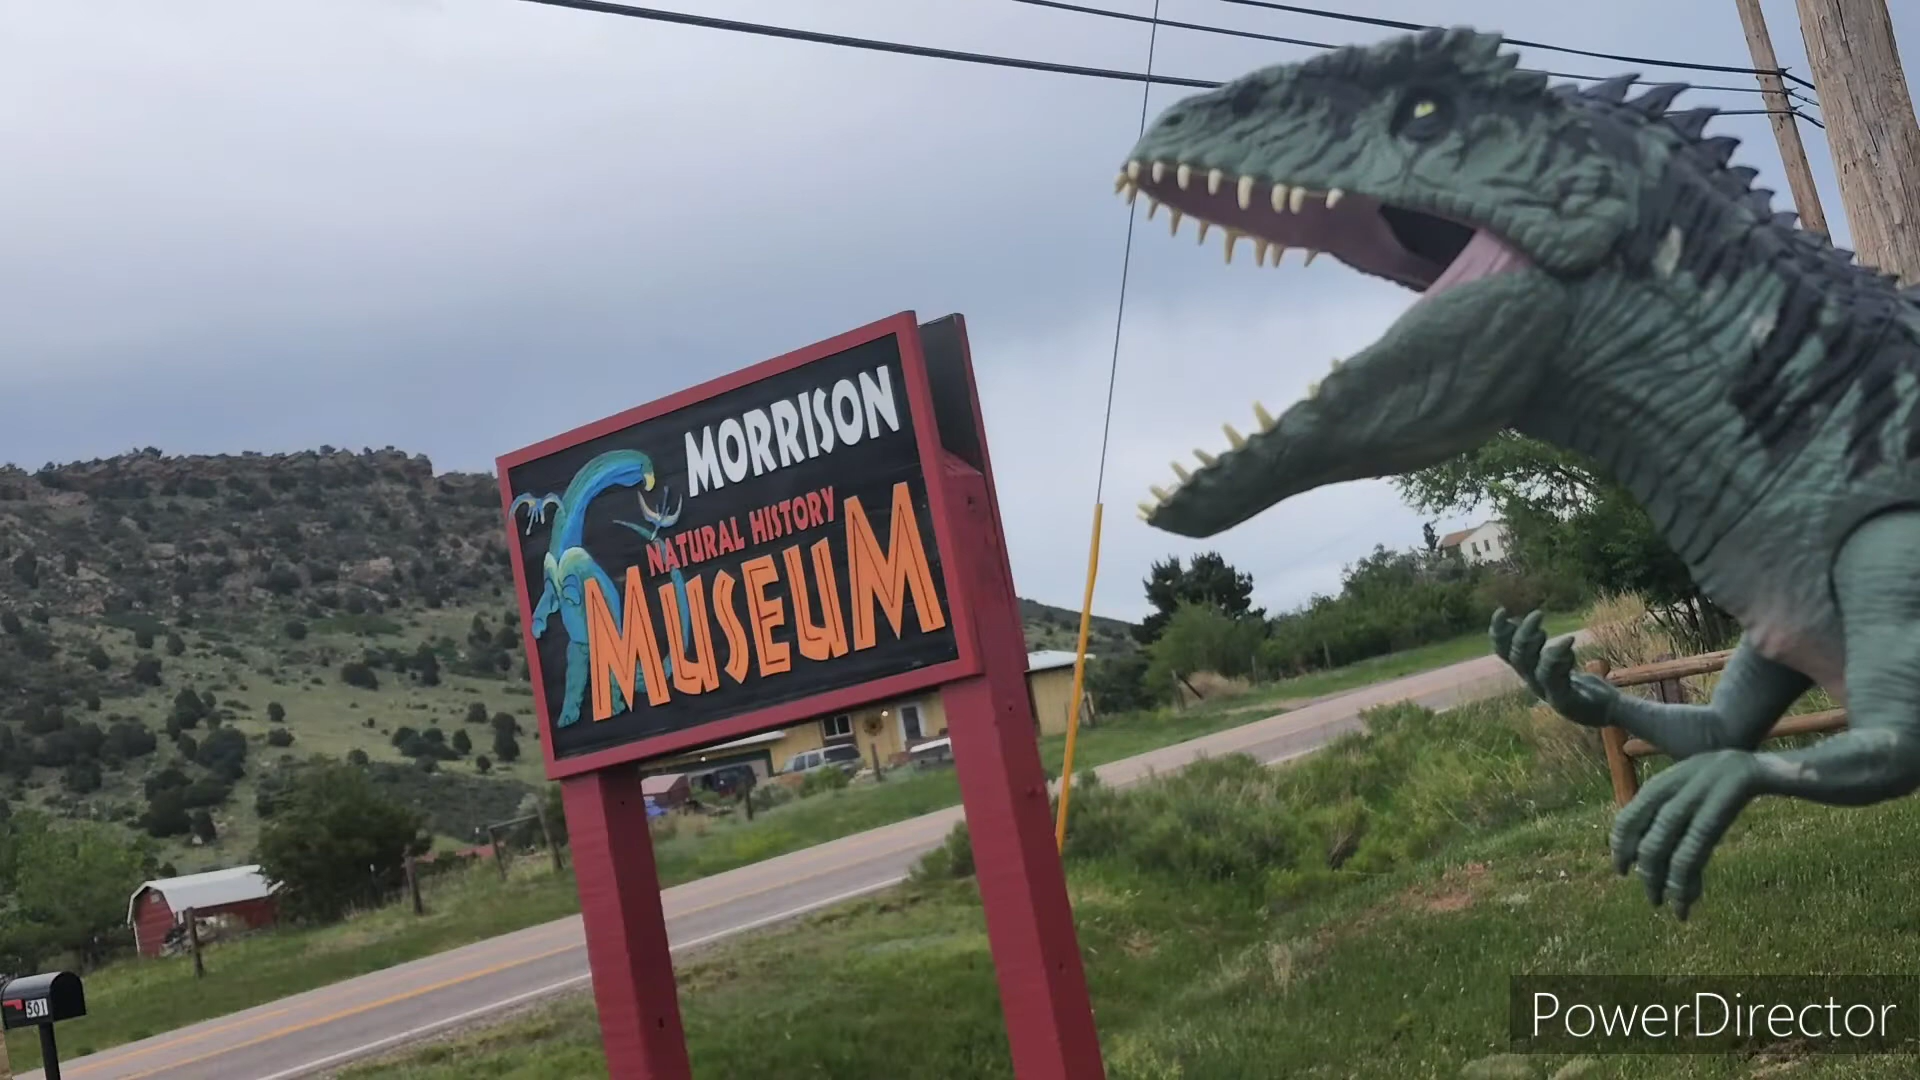 MORRISON
NATURAL HISTORY
MUSEUM
501
PowerDirector